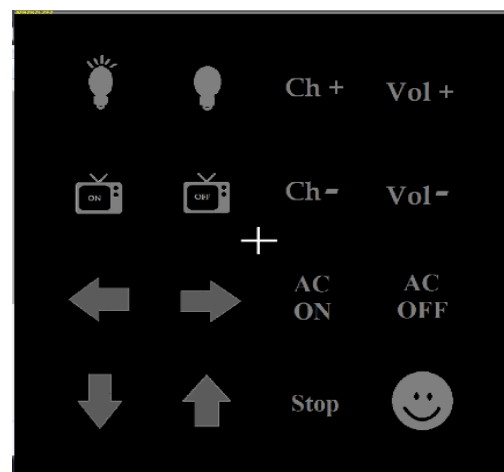 Ch + Vol +
ON OFF Ch- Vol-
AC AC
ON OFF
Stop